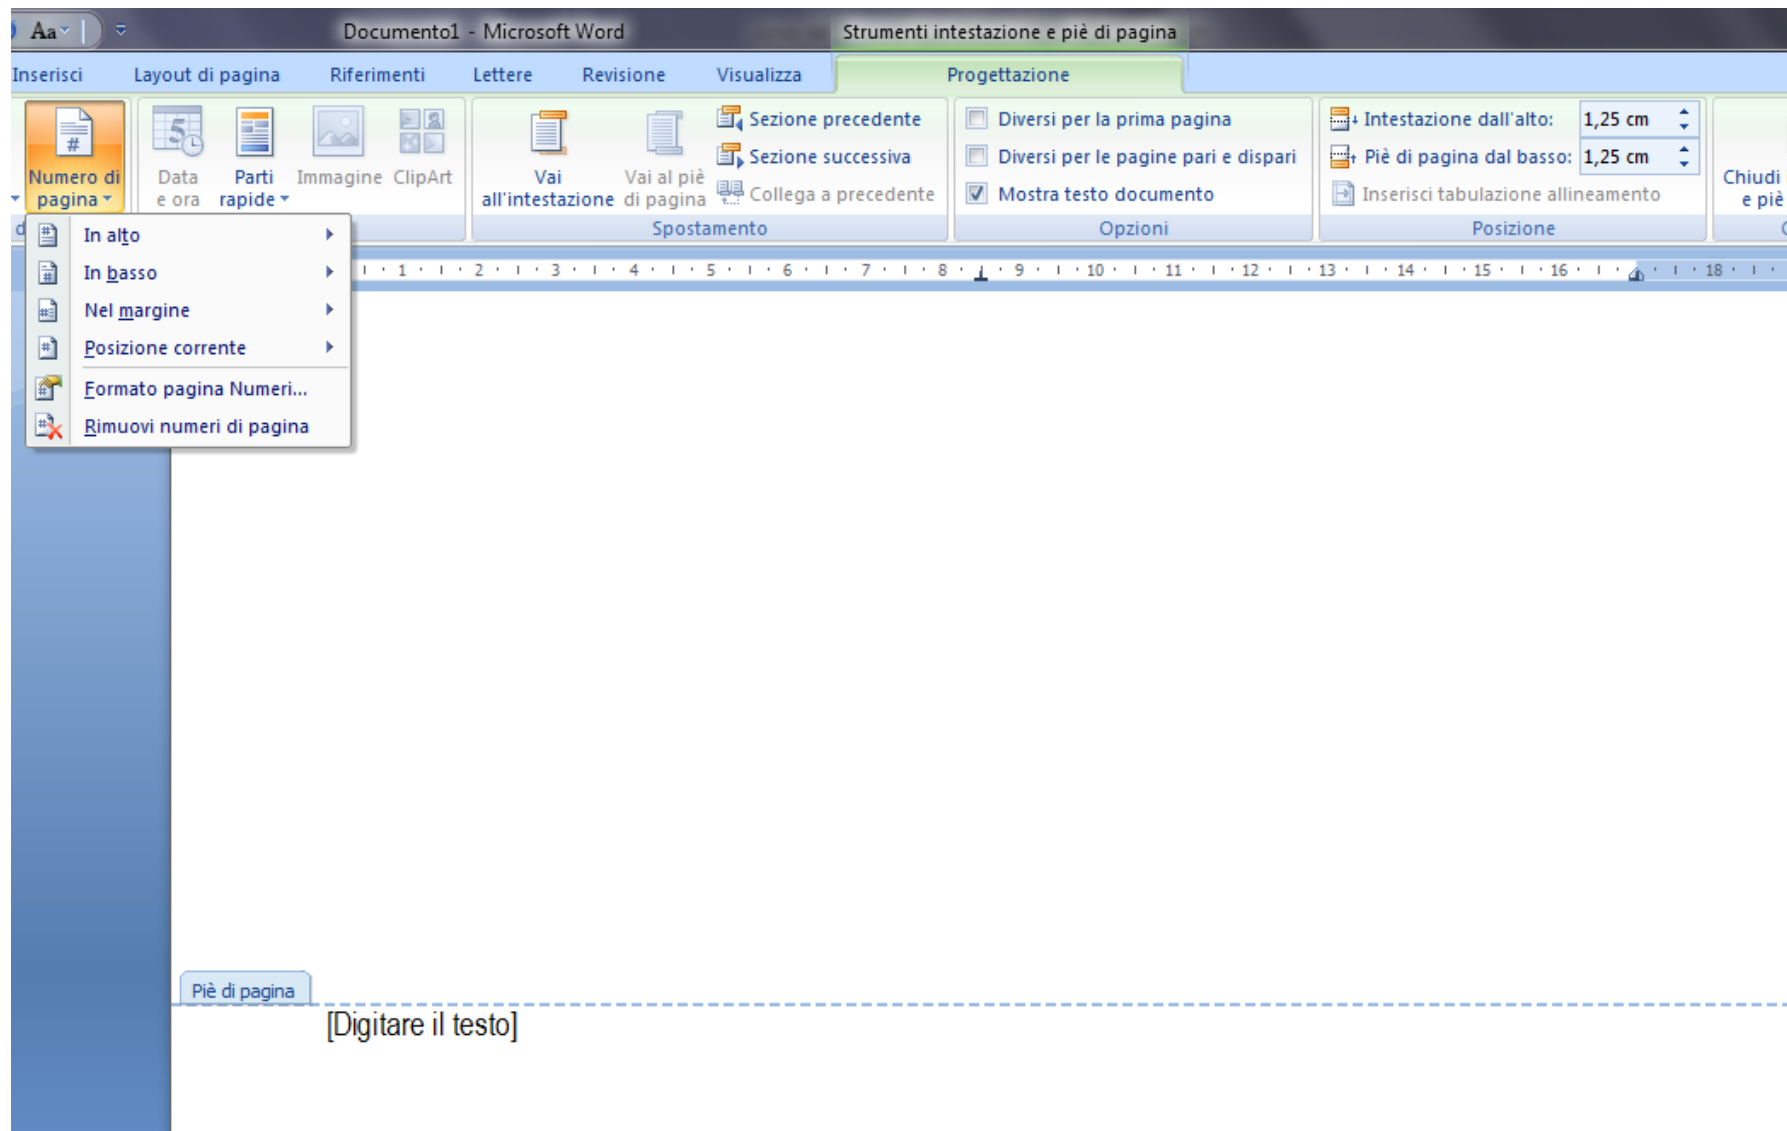 Aa
Documento1 - Microsoft Word
Strumenti intestazione e piè di pagina
Inserisci
Layout di pagina
Riferimenti
Lettere
Revisione
Visualizza
Progettazione
Numero di
pagina
5
Data
e ora
Parti
rapide
Immagine
ClipArt
Vai
all'intestazione
Vai al piè
di pagina
Sezione precedente
Sezione successiva
Collega a precedente
Spostamento
Diversi per la prima pagina
Diversi per le pagine pari e dispari
Mostra testo documento
Opzioni
Intestazione dall'alto: 1,25 cm
Piè di pagina dal basso: 1,25 cm
Inserisci tabulazione allineamento
Posizione
Chiudi
e piè
In alto
In basso
Nel margine
Posizione corrente
Formato pagina Numeri...
Rimuovi numeri di pagina
1 2 3 4 5 6 7 8 9 10 11 12 13 14 15 16 18
Piè di pagina
[Digitare il testo]